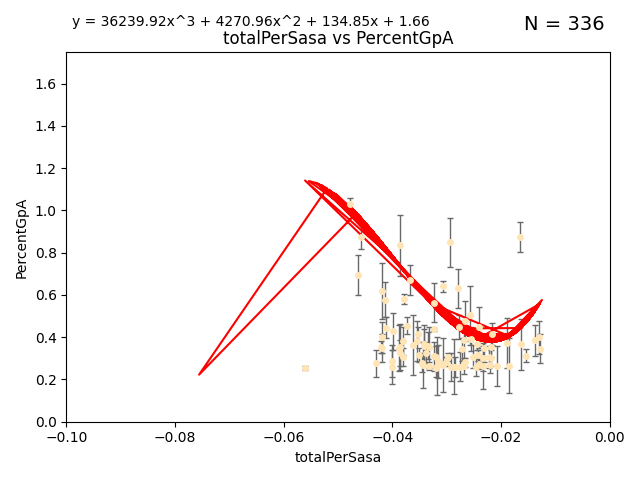 y = 36239.92x^3 + 4270.96x^2 + 134.85x + 1.66
N = 336
totalPerSasa vs PercentGpA
PercentGpA
1.6
1.4
1.2
1.0
0.8
0.6
0.4
0.2
0.0
−0.10 −0.08 −0.06 −0.04 −0.02 0.00
totalPerSasa